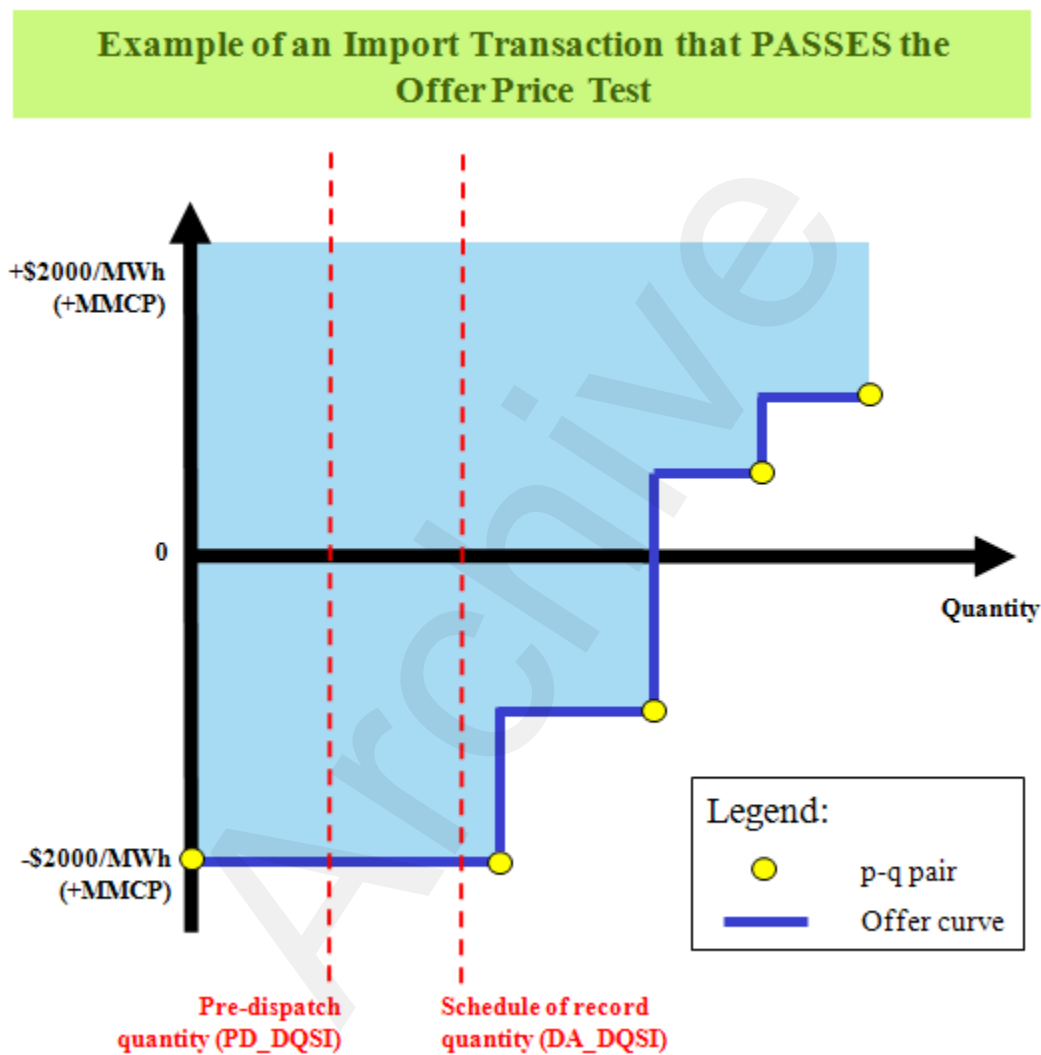 Example of an Import Transaction that PASSES the
Offer Price Test
+$2000/MWh
(+MMCP)
0
Quantity
-$2000/MWh
(+MMCP)
Legend:
p-q pair
Offer curve
Pre-dispatch
quantity (PD_DQSI)
Schedule of record
quantity (DA_DQSI)
Archive